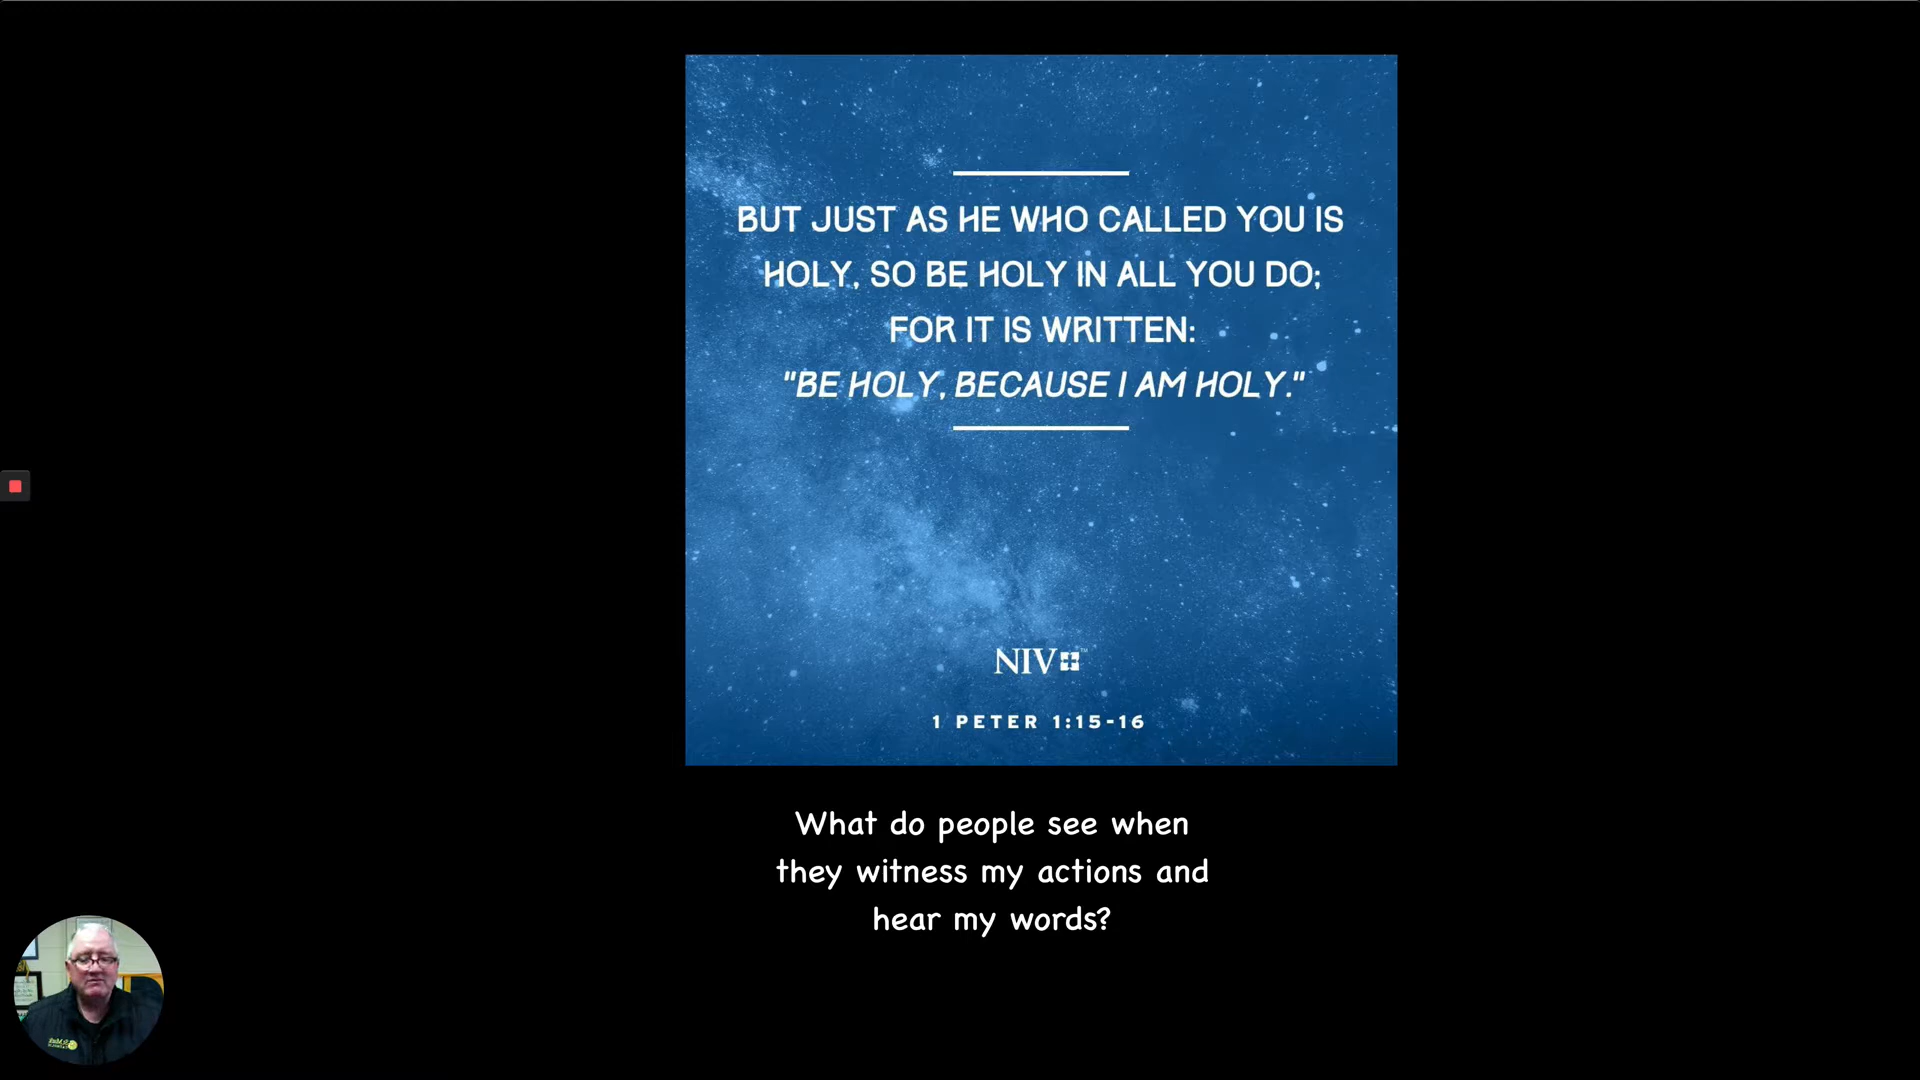 BUT JUST AS HE WHO CALLED YOU IS
HOLY, SO BE HOLY IN ALL YOU DO;
FOR IT IS WRITTEN:
"BE HOLY, BECAUSE I AM HOLY."
NIV™
1 PETER 1:15-16
What do people see when
they witness my actions and
hear my words?